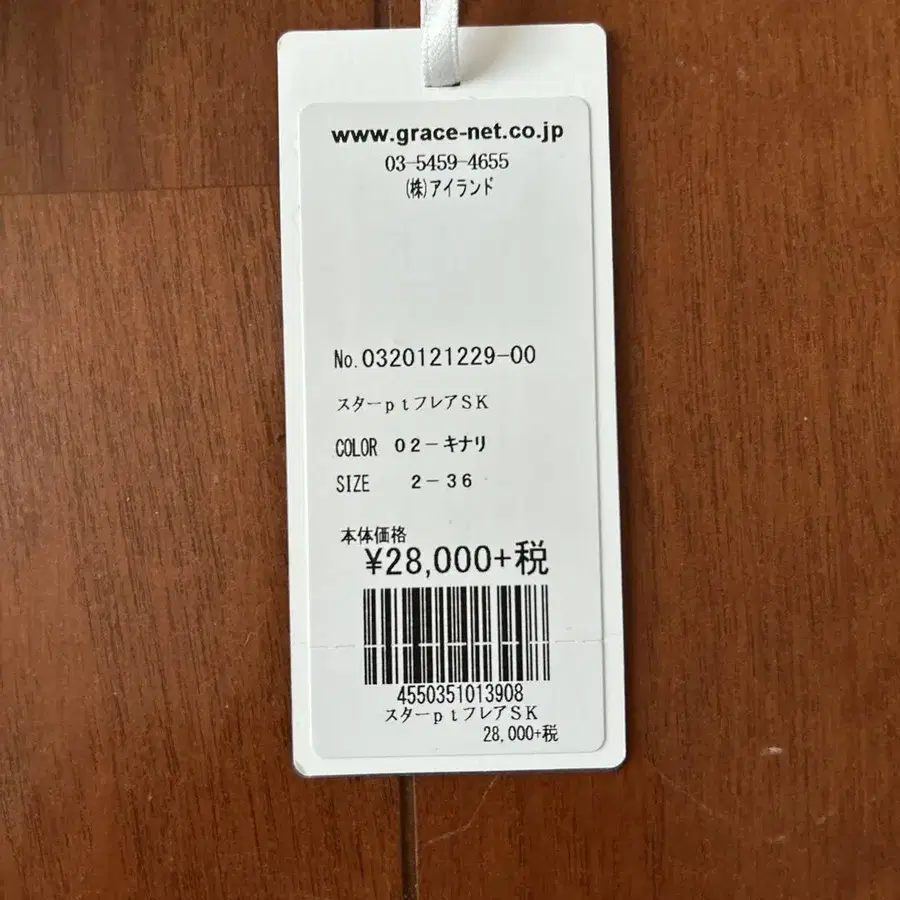 www.grace-net.co.jp
03-5459-4655
(株)アイランド
No.0320121229-00
スターptフレアSK
COLOR 02-キナリ
SIZE 2-36
本体価格
¥28,000+税
4550351013908
スターptフレアSK
28,000+税